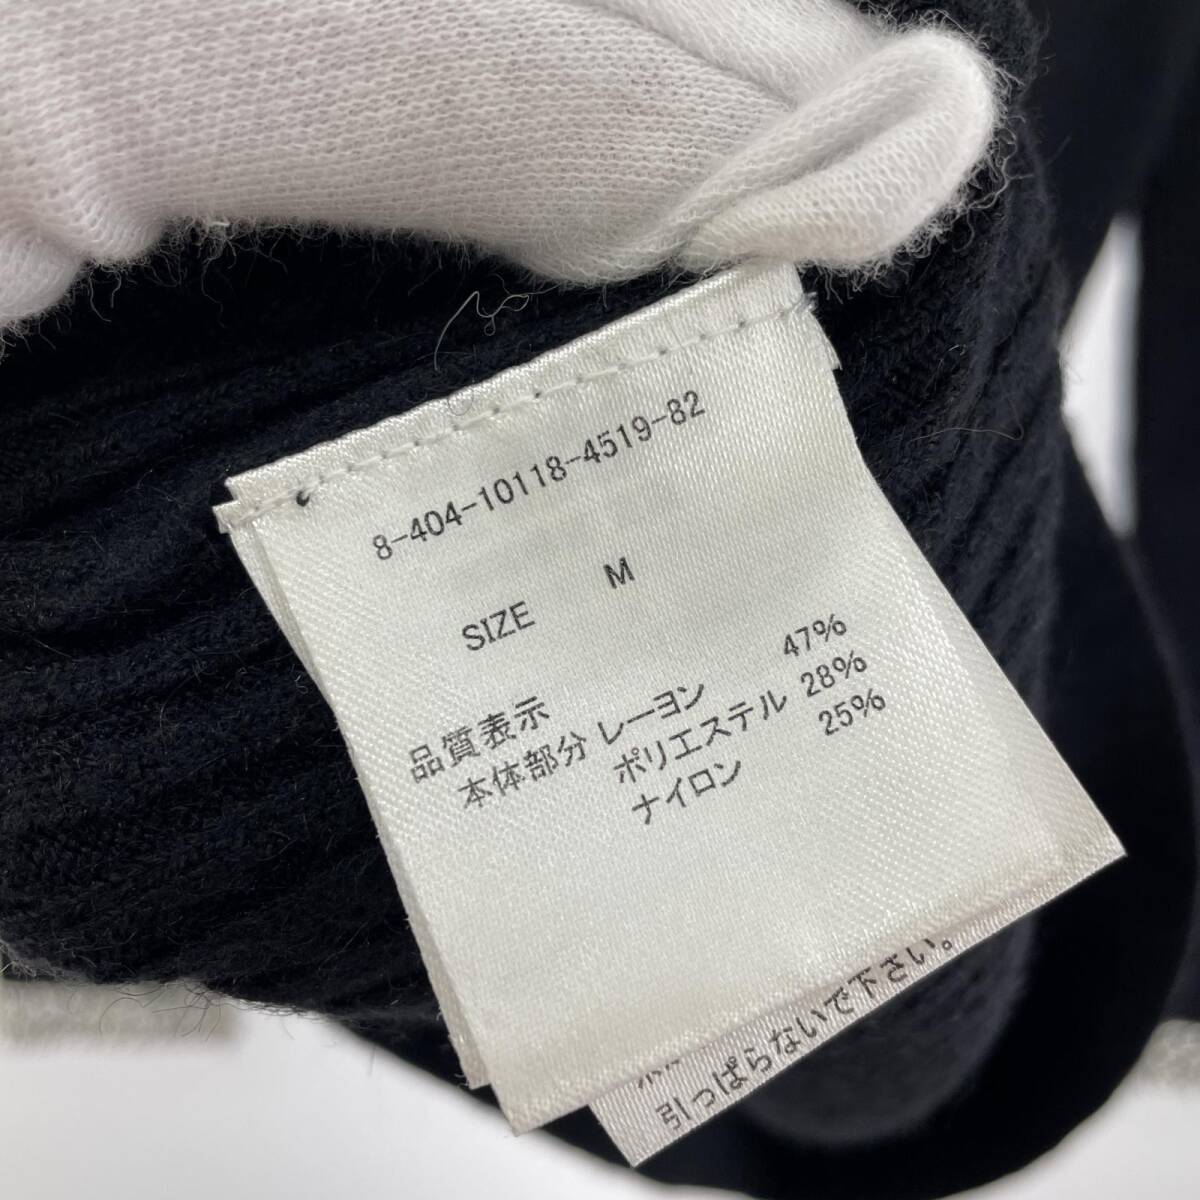 8-404-10118-4519-82
SIZE M
品質表示
本体部分 レーヨン 47%
ポリエステル 28%
ナイロン 25%
引っぱらないで下さい。